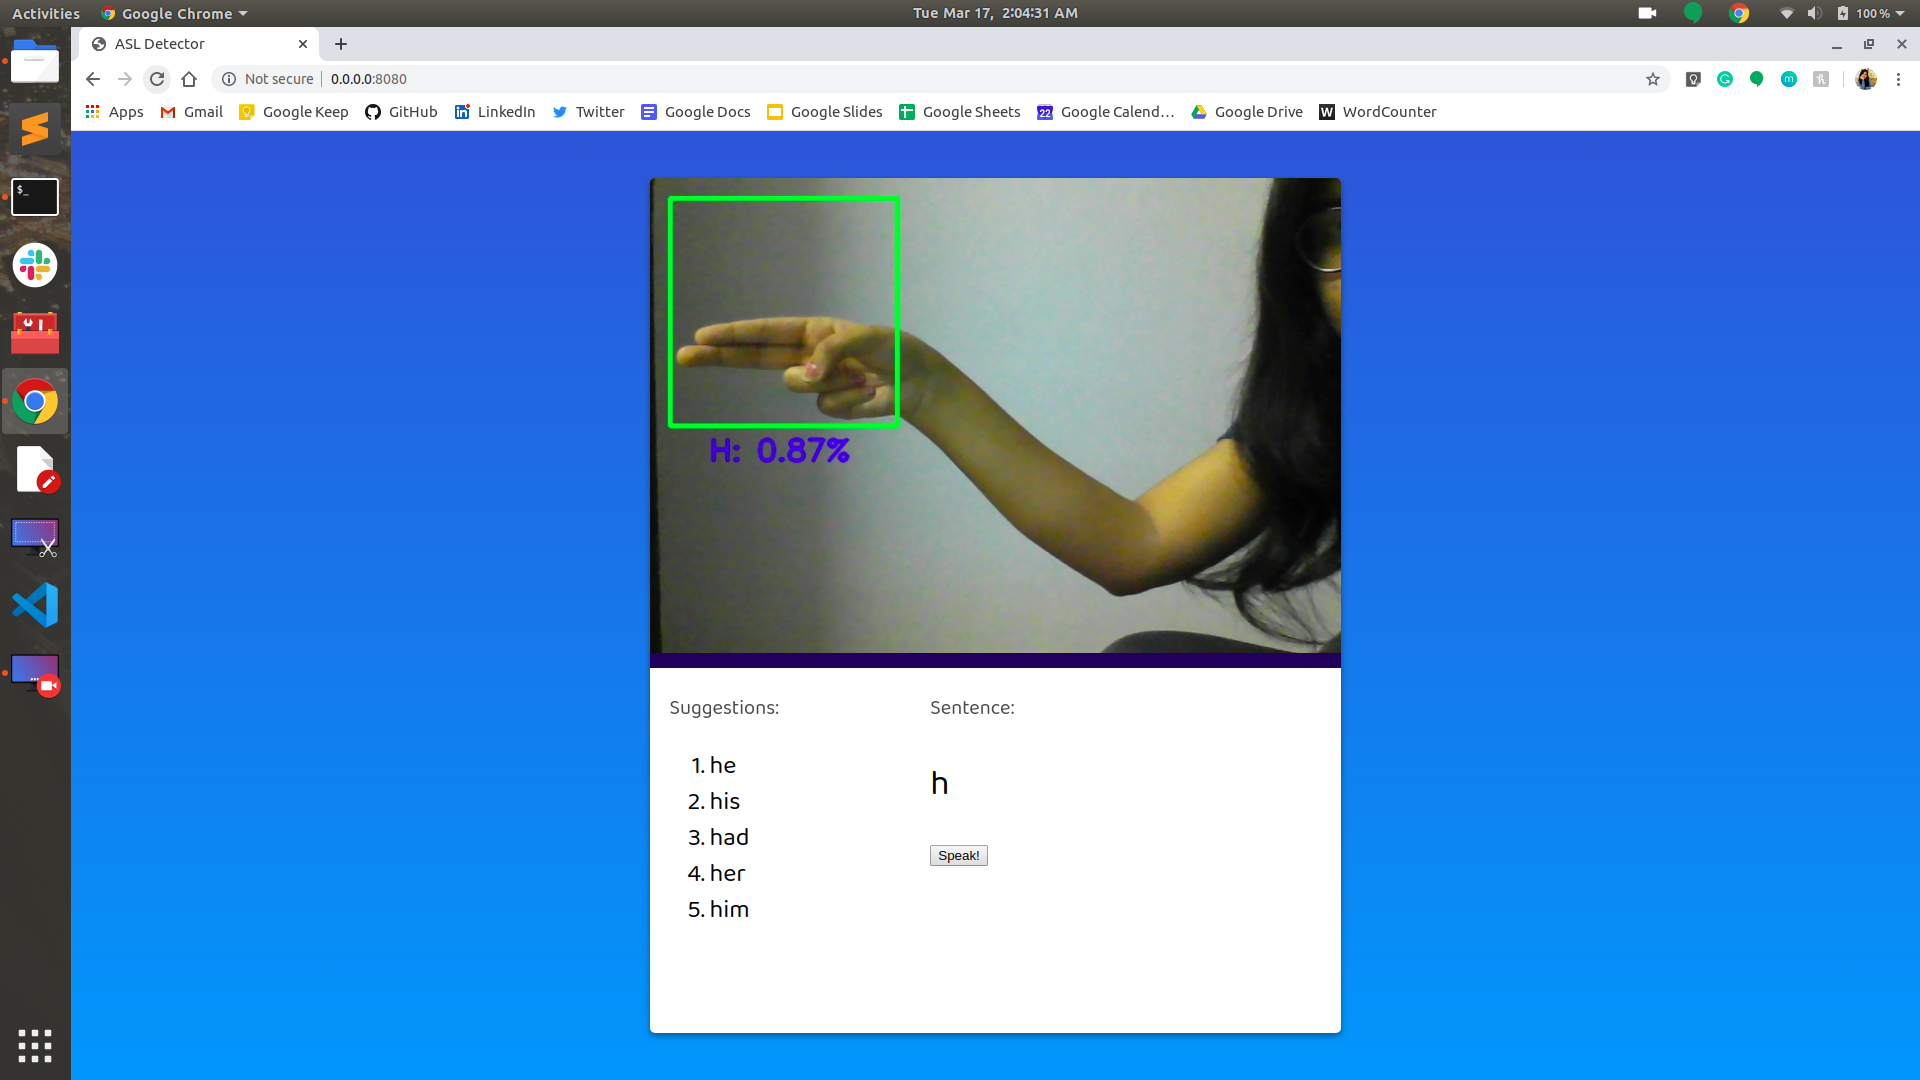 Activities Google Chrome Tue Mar 17, 2:04:31 AM 100 %
ASL Detector
Not secure 0.0.0.0:8080
Apps Gmail Google Keep GitHub LinkedIn Twitter Google Docs Google Slides Google Sheets 22 Google Calend… Google Drive W WordCounter
$_
H: 0.87%
Suggestions:
Sentence:
1. he
2. his
3. had
4. her
5. him
h
Speak!